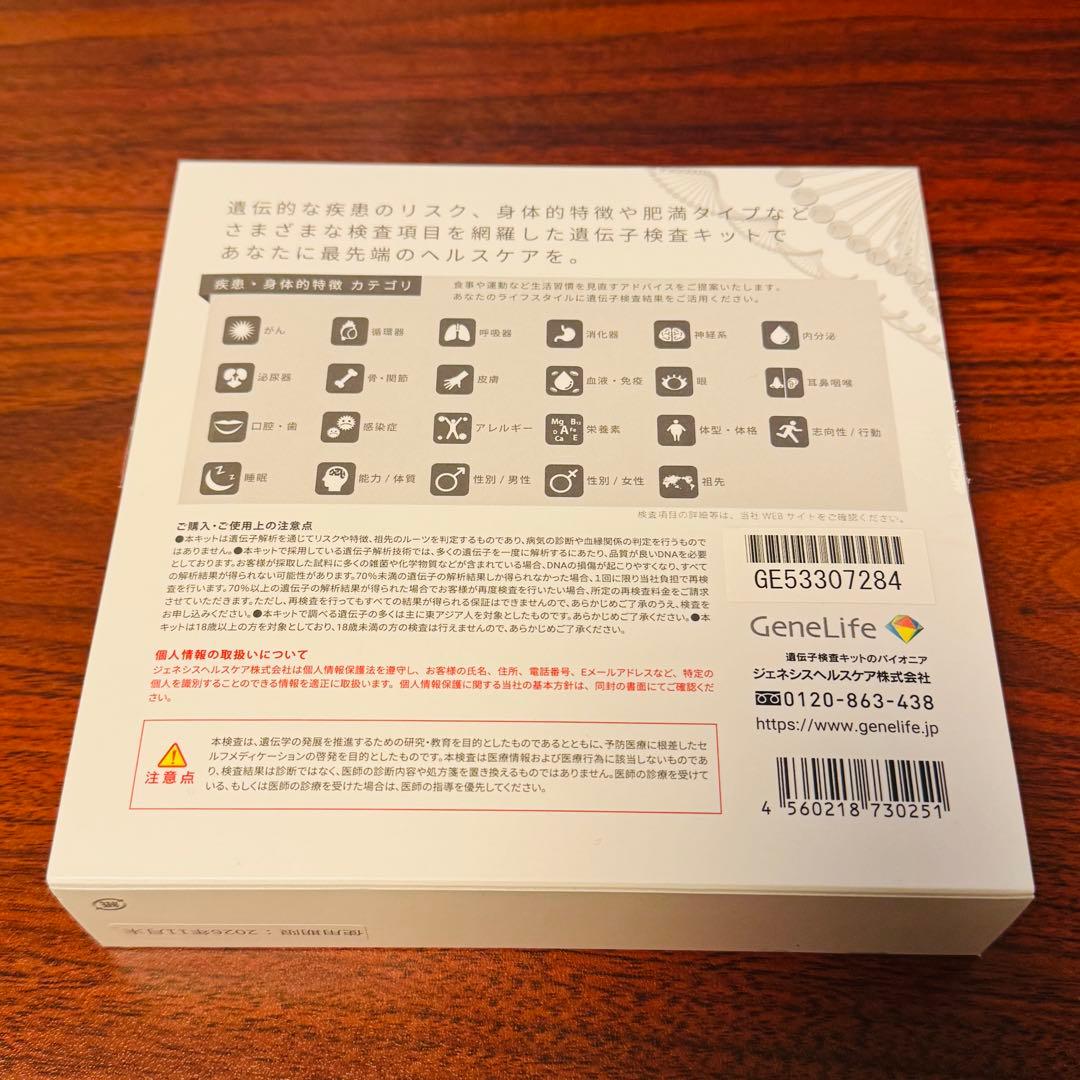 遺伝的な疾患のリスク、身体的特徴や肥満タイプなど
さまざまな検査項目を網羅した遺伝子検査キットで
あなたに最先端のヘルスケアを。
疾患・身体的特徴 カテゴリ
食事や運動など生活習慣を見直すアドバイスをご提案いたします。
あなたのライフスタイルに遺伝子検査結果をご活用ください。
がん 循環器 呼吸器 消化器 神経系 内分泌
泌尿器 骨・関節 皮膚 血液・免疫 眼 耳鼻咽喉
口腔・歯 感染症 アレルギー Mg B12 D A Fe Ca E 栄養素 体型・体格 志向性 / 行動
睡眠 能力 / 体質 性別 / 男性 性別 / 女性 祖先
検査項目の詳細等は、当社 WEB サイトをご確認ください。
ご購入・ご使用上の注意点
●本キットは遺伝子解析を通じてリスクや特徴、祖先のルーツを判定するものであり、病気の診断や血縁関係の判定を行うもので
はありません。●本キットで採用している遺伝子解析技術では、多くの遺伝子を一度に解析するにあたり、品質が良いDNAを必要
としております。お客様が採取した試料に多くの雑菌や化学物質などが含まれている場合、DNAの損傷が起こりやすくなり、すべて
の解析結果が得られない可能性があります。70%未満の遺伝子の解析結果しか得られなかった場合、1回に限り当社負担で再検
査を行います。70%以上の遺伝子の解析結果が得られた場合でお客様が再度検査を行いたい場合、所定の再検査料金をご請求
させていただきます。ただし、再検査を行ってもすべての結果が得られる保証はできませんので、あらかじめご了承のうえ、検査を
お申し込みください。●本キットで調べる遺伝子の多くは主に東アジア人を対象としたものです。あらかじめご了承ください。●本
キットは18歳以上の方を対象としており、18歳未満の方の検査は行えませんので、あらかじめご了承ください。
個人情報の取扱いについて
ジェネシスヘルスケア株式会社は個人情報保護法を遵守し、お客様の氏名、住所、電話番号、Eメールアドレスなど、特定の
個人を識別することのできる情報を適正に取扱います。個人情報保護に関する当社の基本方針は、同封の書面にてご確認くだ
さい。
注意点
本検査は、遺伝学の発展を推進するための研究・教育を目的としたものであるとともに、予防医療に根差したセ
ルフメディケーションの啓発を目的としたものです。本検査は医療情報および医療行為に該当しないものであ
り、検査結果は診断ではなく、医師の診断内容や処方箋を置き換えるものではありません。医師の診療を受けて
いる、もしくは医師の診療を受けた場合は、医師の指導を優先してください。
GE53307284
GeneLife
遺伝子検査キットのパイオニア
ジェネシスヘルスケア株式会社
0120-863-438
https://www.genelife.jp
4 560218 730251
紙
使用期限：2026年11月末